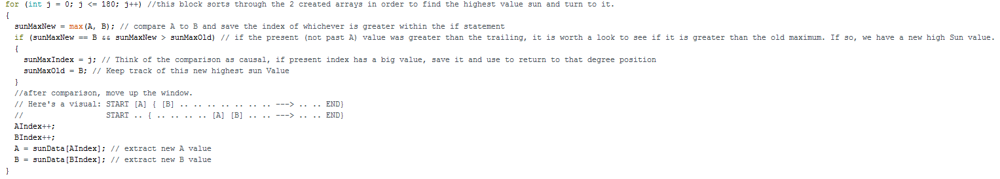 for (int j = 0; j <= 180; j++) //this block sorts through the 2 created arrays in order to find the highest value sun and turn to it.
{
  sunMaxNew = max(A, B); // compare A to B and save the index of whichever is greater within the if statement
  if (sunMaxNew == B && sunMaxNew > sunMaxOld) // if the present (not past A) value was greater than the trailing, it is worth a look to see if it is greater than the old maximum. If so, we have a new high Sun value.
  {
    sunMaxIndex = j; // Think of the comparison as causal, if present index has a big value, save it and use to return to that degree position
    sunMaxOld = B; // Keep track of this new highest sun Value
  }
  //after comparison, move up the window.
  // Here's a visual: START [A] { [B] .. .. .. .. .. .. .. ---> .. .. END}
  //                  START .. { .. .. .. .. [A] [B] .. .. ---> .. .. END}
  AIndex++;
  BIndex++;
  A = sunData[AIndex]; // extract new A value
  B = sunData[BIndex]; // extract new B value
}